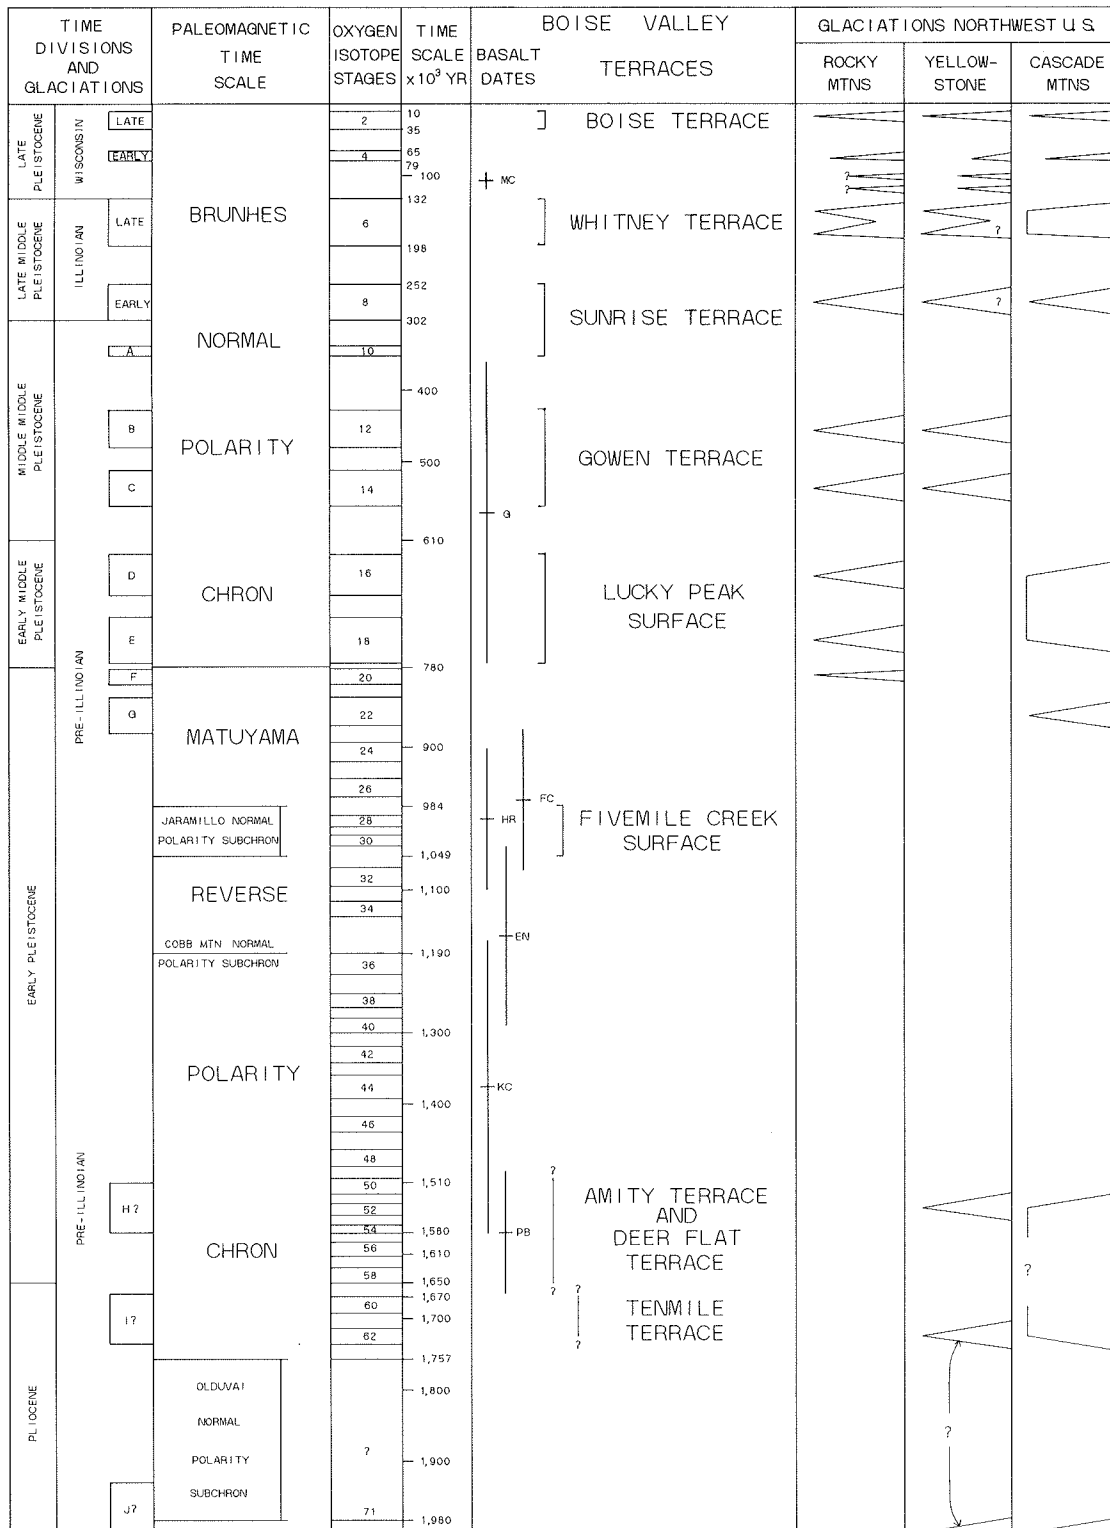 TIME
DIVISIONS
AND
GLACIATIONS
PALEOMAGNETIC
TIME
SCALE
OXYGEN
ISOTOPE
STAGES
TIME
SCALE
x10³ YR
BOISE VALLEY
BASALT
DATES
TERRACES
GLACIATIONS NORTHWEST U.S.
ROCKY
MTNS
YELLOW-
STONE
CASCADE
MTNS
LATE
PLEISTOCENE
LATE MIDDLE
PLEISTOCENE
MIDDLE MIDDLE
PLEISTOCENE
EARLY MIDDLE
PLEISTOCENE
EARLY PLEISTOCENE
PLIOCENE
WISCONSIN
ILLINOIAN
PRE-ILLINOIAN
PRE-ILLINOIAN
LATE
EARLY
LATE
EARLY
A
B
C
D
E
F
G
H?
I?
J?
BRUNHES
NORMAL
POLARITY
CHRON
MATUYAMA
JARAMILLO NORMAL
POLARITY SUBCHRON
REVERSE
COBB MTN NORMAL
POLARITY SUBCHRON
POLARITY
CHRON
OLDUVAI
NORMAL
POLARITY
SUBCHRON
2
4
6
8
10
12
14
16
18
20
22
24
26
28
30
32
34
36
38
40
42
44
46
48
50
52
54
56
58
60
62
?
71
10
35
65
79
100
132
198
252
302
400
500
610
780
900
984
1,049
1,100
1,190
1,300
1,400
1,510
1,580
1,610
1,650
1,670
1,700
1,757
1,800
1,900
1,980
MC
G
FC
HR
EN
KC
PB
BOISE TERRACE
WHITNEY TERRACE
SUNRISE TERRACE
GOWEN TERRACE
LUCKY PEAK
SURFACE
FIVEMILE CREEK
SURFACE
?
AMITY TERRACE
AND
DEER FLAT
TERRACE
? ?
TENMILE
TERRACE
?
?
?
?
?
?
?